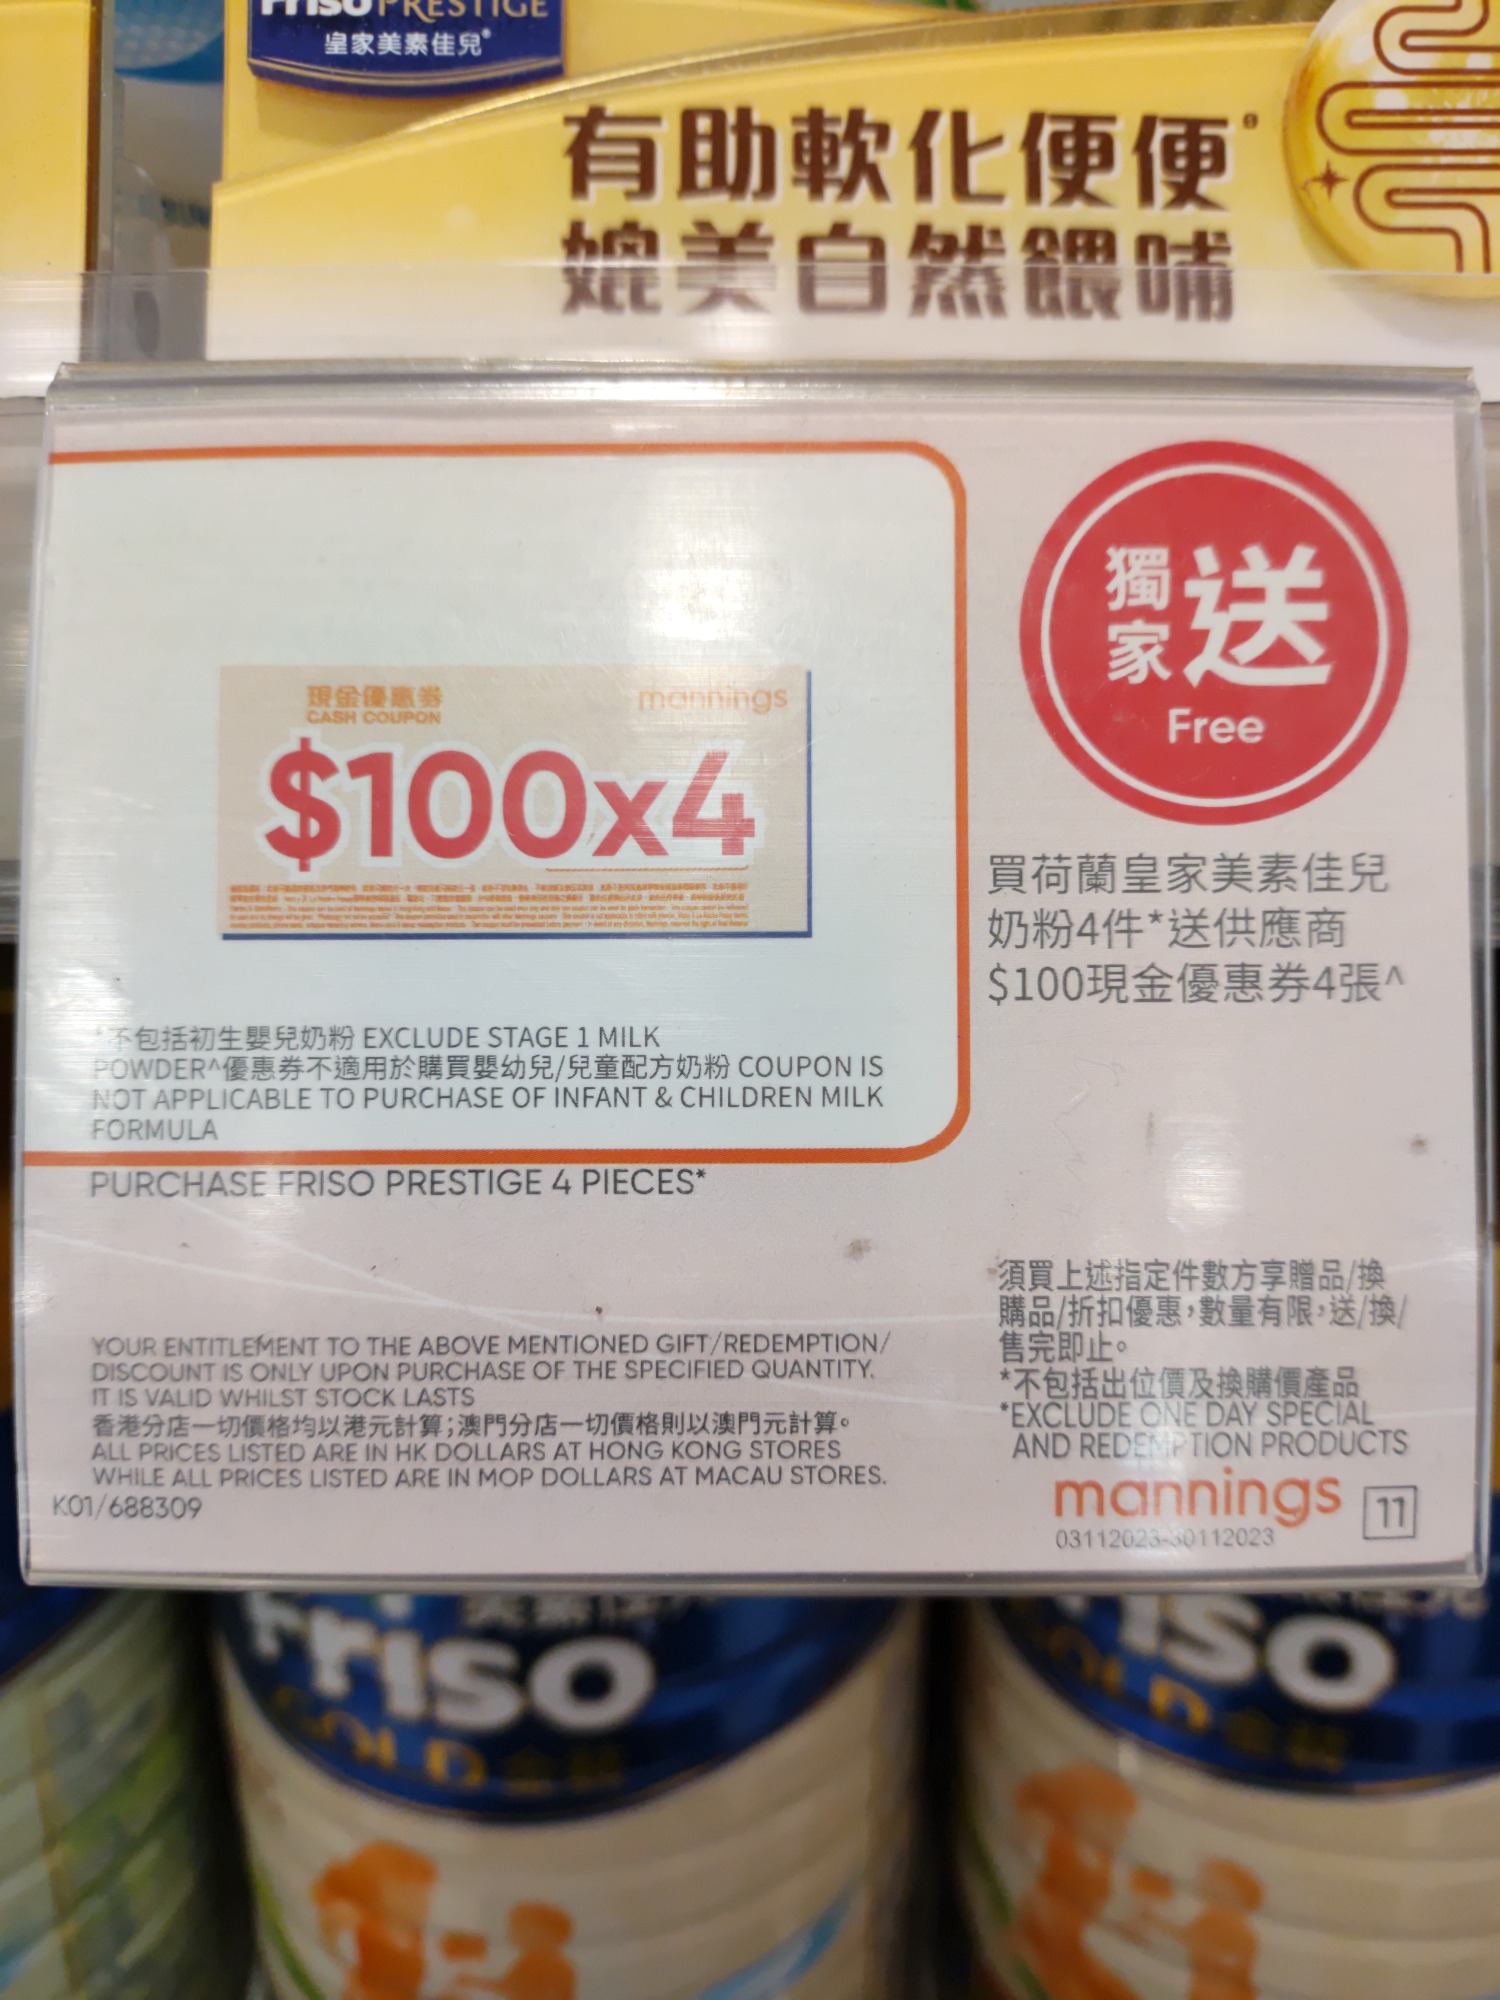 Friso PRESTIGE
皇家美素佳兒®
有助軟化便便
媲美自然餵哺
現金優惠券
CASH COUPON
mannings
$100x4
獨家送
Free
買荷蘭皇家美素佳兒
奶粉4件*送供應商
$100現金優惠券4張^
*不包括初生嬰兒奶粉 EXCLUDE STAGE 1 MILK
POWDER^優惠券不適用於購買嬰幼兒/兒童配方奶粉 COUPON IS
NOT APPLICABLE TO PURCHASE OF INFANT & CHILDREN MILK
FORMULA
PURCHASE FRISO PRESTIGE 4 PIECES*
須買上述指定件數方享贈品/換
購品/折扣優惠，數量有限，送/換/
售完即止。
*不包括出位價及換購價產品
*EXCLUDE ONE DAY SPECIAL
AND REDEMPTION PRODUCTS
YOUR ENTITLEMENT TO THE ABOVE MENTIONED GIFT/REDEMPTION/
DISCOUNT IS ONLY UPON PURCHASE OF THE SPECIFIED QUANTITY.
IT IS VALID WHILST STOCK LASTS
香港分店一切價格均以港元計算；澳門分店一切價格則以澳門元計算。
ALL PRICES LISTED ARE IN HK DOLLARS AT HONG KONG STORES
WHILE ALL PRICES LISTED ARE IN MOP DOLLARS AT MACAU STORES.
K01/688309
mannings
11
03112023-30112023
FRISO
GOLD 金裝
FRISO
GOLD 金裝